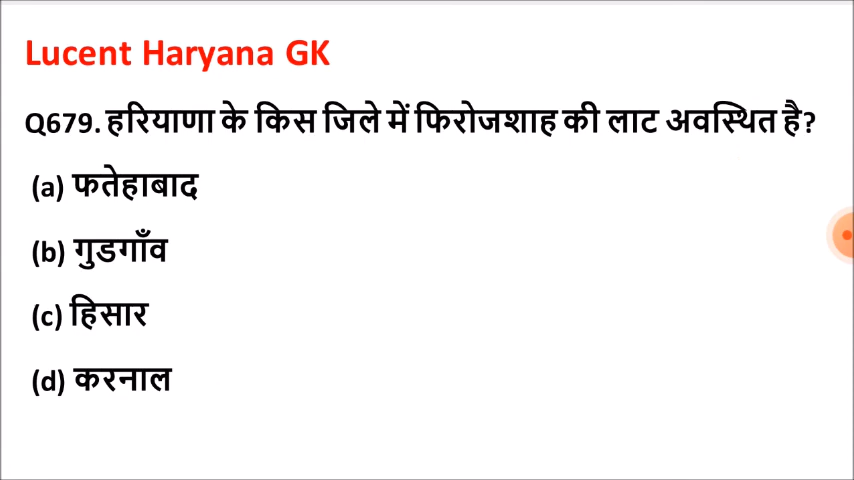 Lucent Haryana GK
Q679. हरियाणा के किस जिले में फिरोजशाह की लाट अवस्थित है?
(a) फतेहाबाद
(b) गुडगाँव
(c) हिसार
(d) करनाल